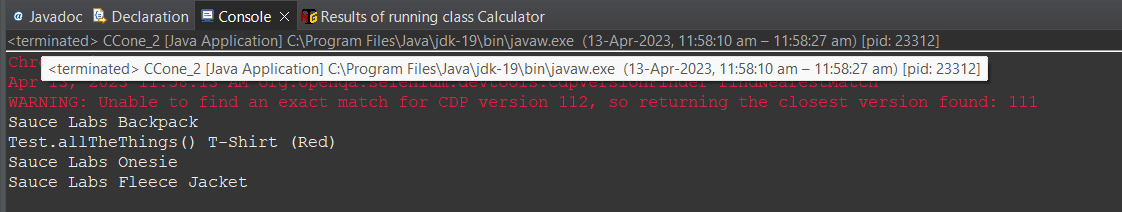 @ Javadoc Declaration Console × Results of running class Calculator
<terminated> CCone_2 [Java Application] C:\Program Files\Java\jdk-19\bin\javaw.exe (13-Apr-2023, 11:58:10 am – 11:58:27 am) [pid: 23312]
<terminated> CCone_2 [Java Application] C:\Program Files\Java\jdk-19\bin\javaw.exe (13-Apr-2023, 11:58:10 am – 11:58:27 am) [pid: 23312]
WARNING: Unable to find an exact match for CDP version 112, so returning the closest version found: 111
Sauce Labs Backpack
Test.allTheThings() T-Shirt (Red)
Sauce Labs Onesie
Sauce Labs Fleece Jacket